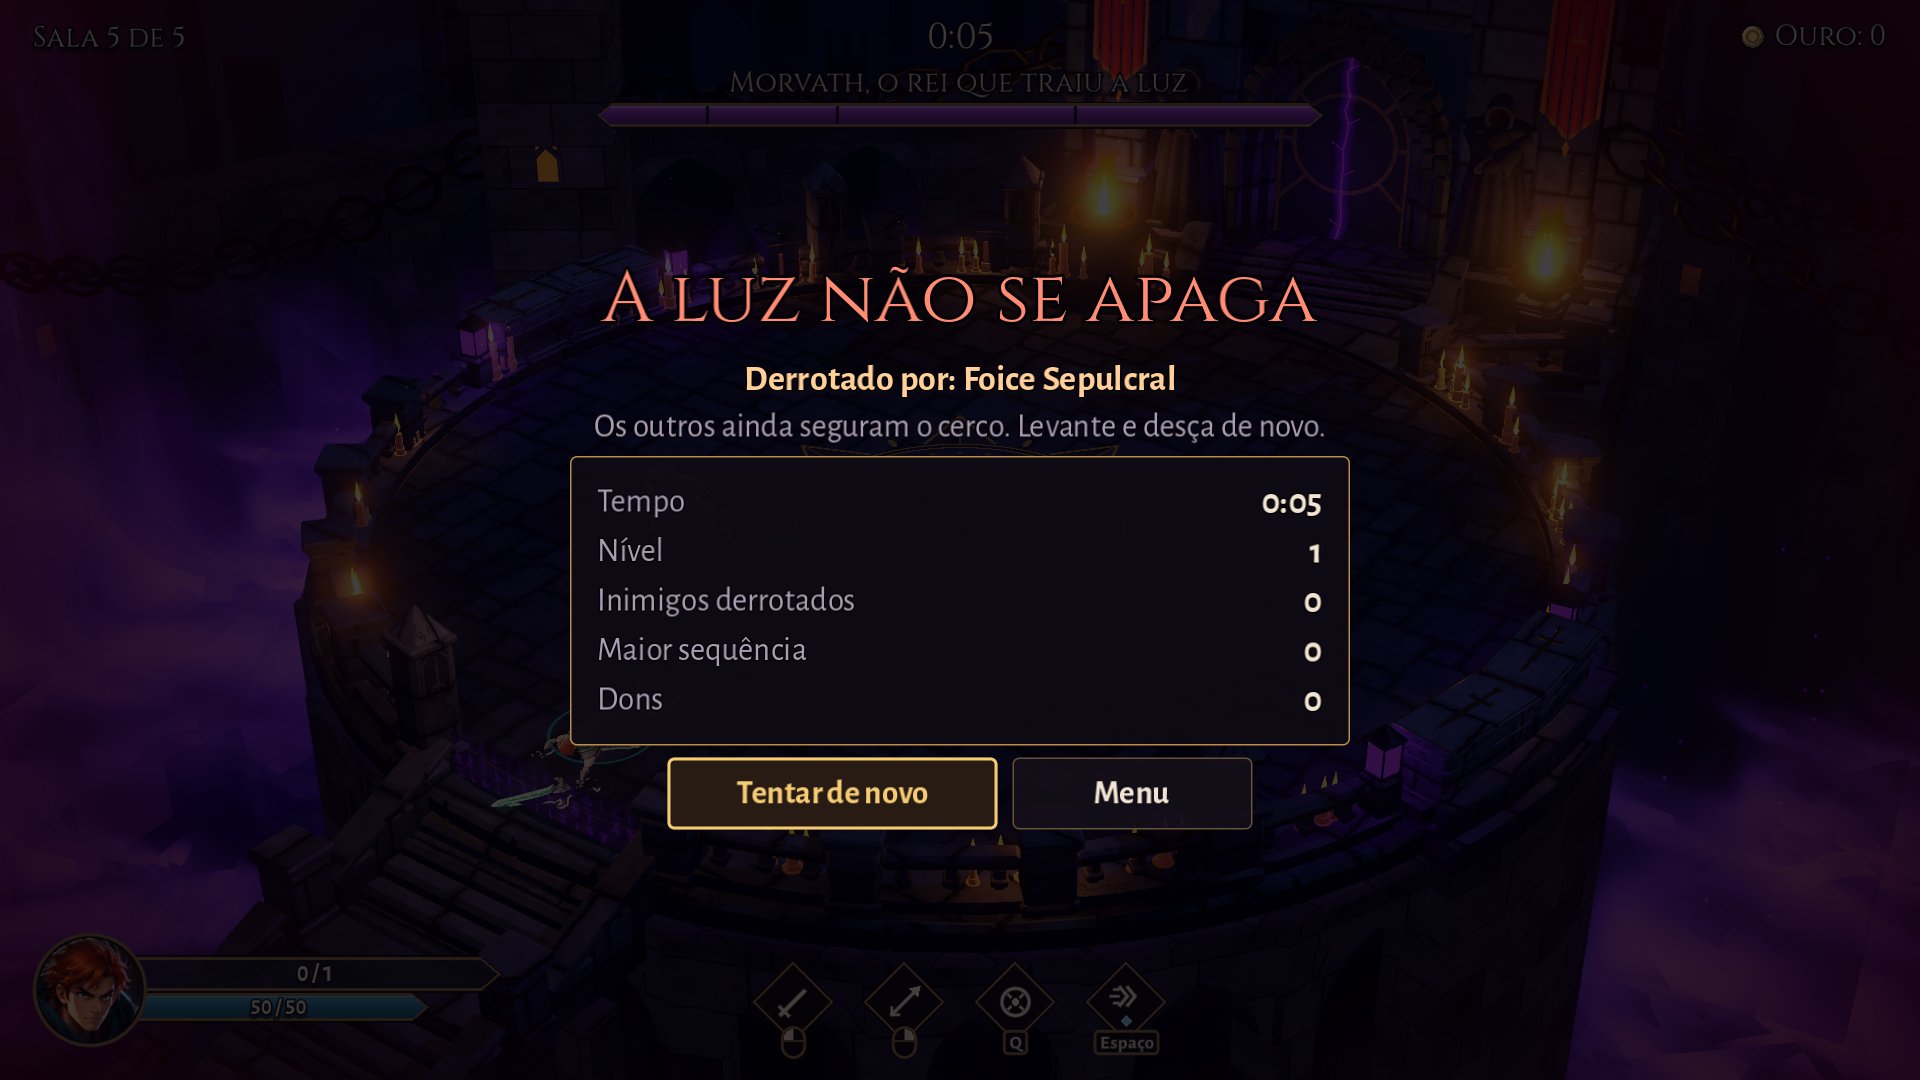 Sala 5 de 5
0:05
Ouro: 0
Morvath, o rei que traiu a luz
A luz não se apaga
Derrotado por: Foice Sepulcral
Os outros ainda seguram o cerco. Levante e desça de novo.
Tempo 0:05
Nível 1
Inimigos derrotados 0
Maior sequência 0
Dons 0
Tentar de novo
Menu
0/1
50/50
Q
Espaço